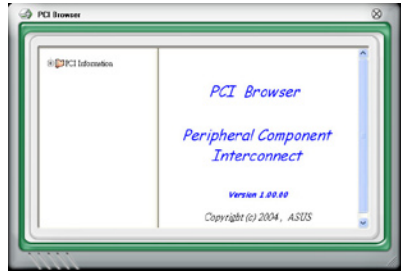 PCI Browser
PCI Information
PCI Browser
Peripheral Component
Interconnect
Version 1.00.00
Copyright (c) 2004, ASUS